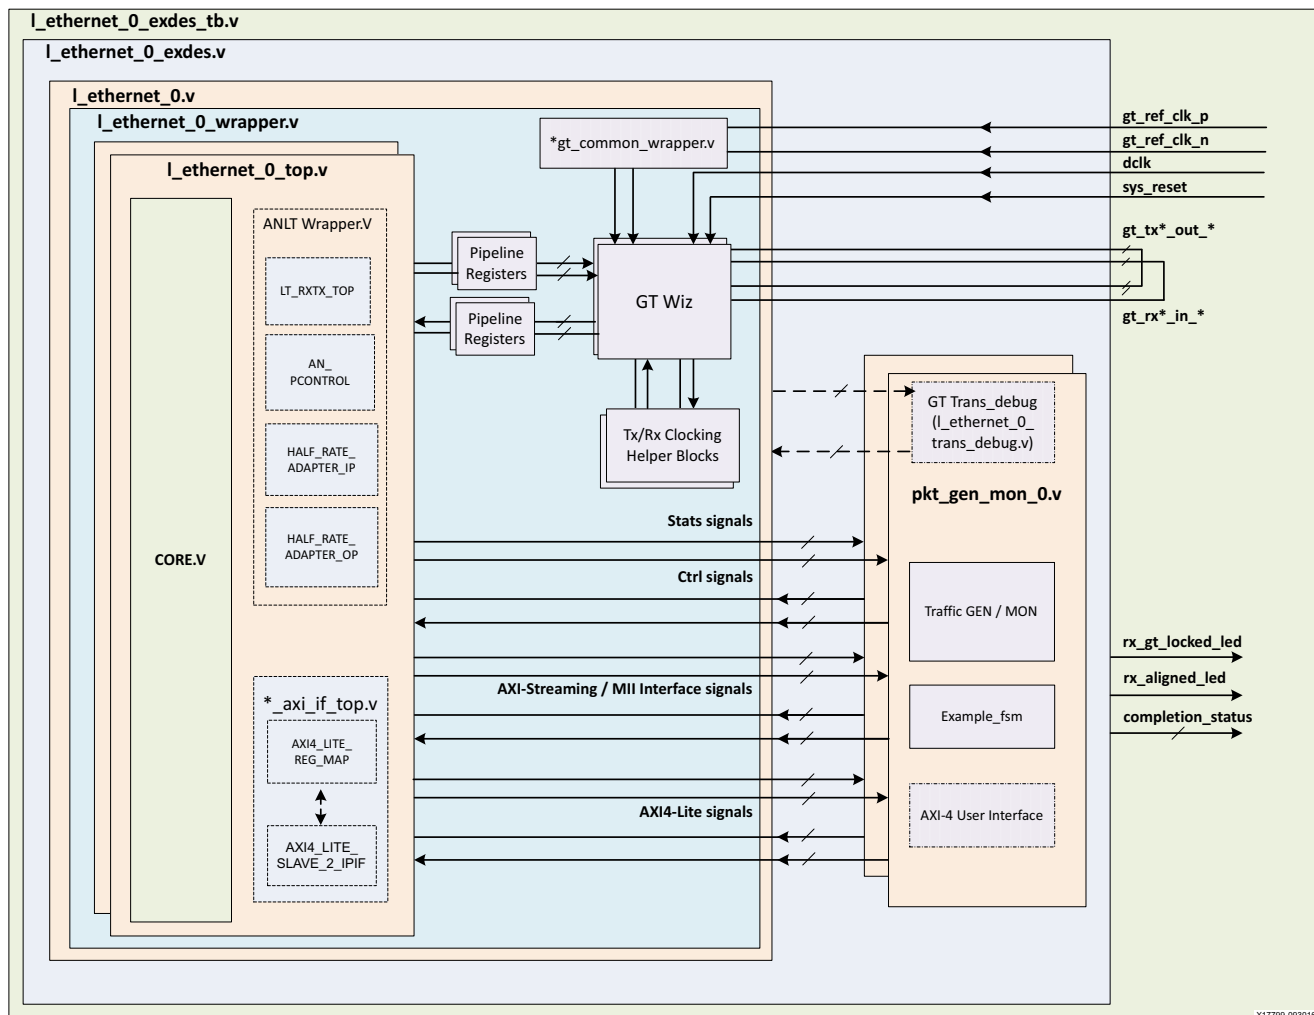 l_ethernet_0_exdes_tb.v
l_ethernet_0_exdes.v
l_ethernet_0.v
l_ethernet_0_wrapper.v
l_ethernet_0_top.v
CORE.V
ANLT Wrapper.V
LT_RXTX_TOP
AN_
PCONTROL
HALF_RATE_
ADAPTER_IP
HALF_RATE_
ADAPTER_OP
*_axi_if_top.v
AXI4_LITE_
REG_MAP
AXI4_LITE_
SLAVE_2_IPIF
Pipeline
Registers
Pipeline
Registers
*gt_common_wrapper.v
GT Wiz
Tx/Rx Clocking
Helper Blocks
Stats signals
Ctrl signals
AXI-Streaming / MII Interface signals
AXI4-Lite signals
gt_ref_clk_p
gt_ref_clk_n
dclk
sys_reset
gt_tx*_out_*
gt_rx*_in_*
GT Trans_debug
(l_ethernet_0_
trans_debug.v)
pkt_gen_mon_0.v
Traffic GEN / MON
Example_fsm
AXI-4 User Interface
rx_gt_locked_led
rx_aligned_led
completion_status